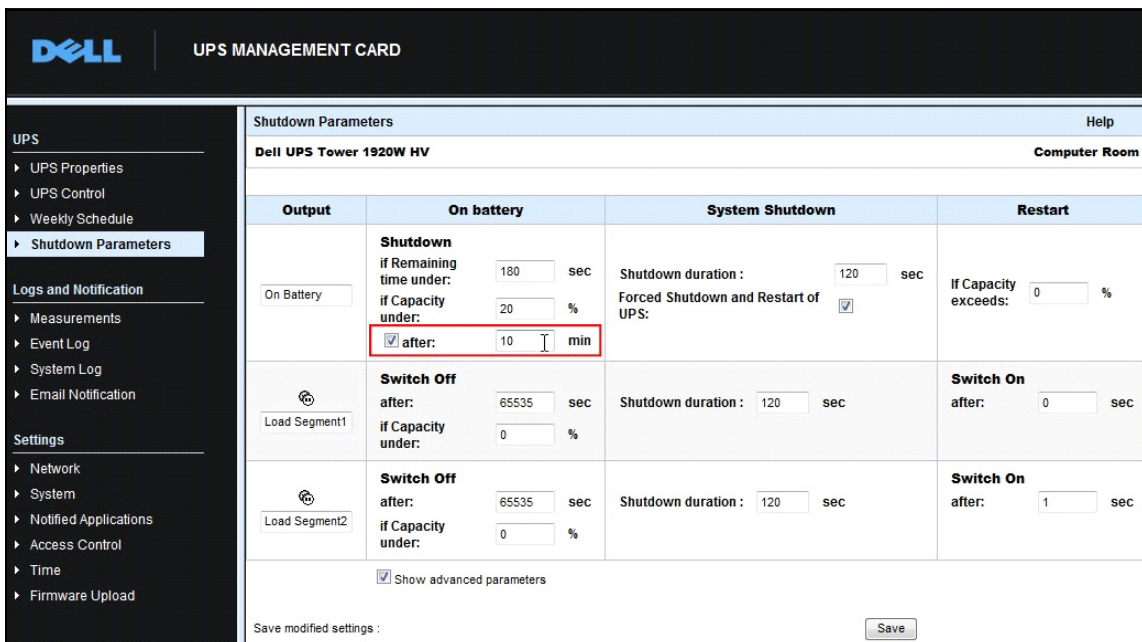 DELL
UPS MANAGEMENT CARD
UPS
UPS Properties
UPS Control
Weekly Schedule
Shutdown Parameters
Logs and Notification
Measurements
Event Log
System Log
Email Notification
Settings
Network
System
Notified Applications
Access Control
Time
Firmware Upload
Shutdown Parameters Help
Dell UPS Tower 1920W HV Computer Room
Output On battery System Shutdown Restart
On Battery
Shutdown
if Remaining
time under: 180 sec
if Capacity
under: 20 %
after: 10 min
Shutdown duration : 120 sec
Forced Shutdown and Restart of
UPS:
If Capacity
exceeds: 0 %
Load Segment1
Switch Off
after: 65535 sec
if Capacity
under: 0 %
Shutdown duration : 120 sec
Switch On
after: 0 sec
Load Segment2
Switch Off
after: 65535 sec
if Capacity
under: 0 %
Shutdown duration : 120 sec
Switch On
after: 1 sec
Show advanced parameters
Save modified settings : Save